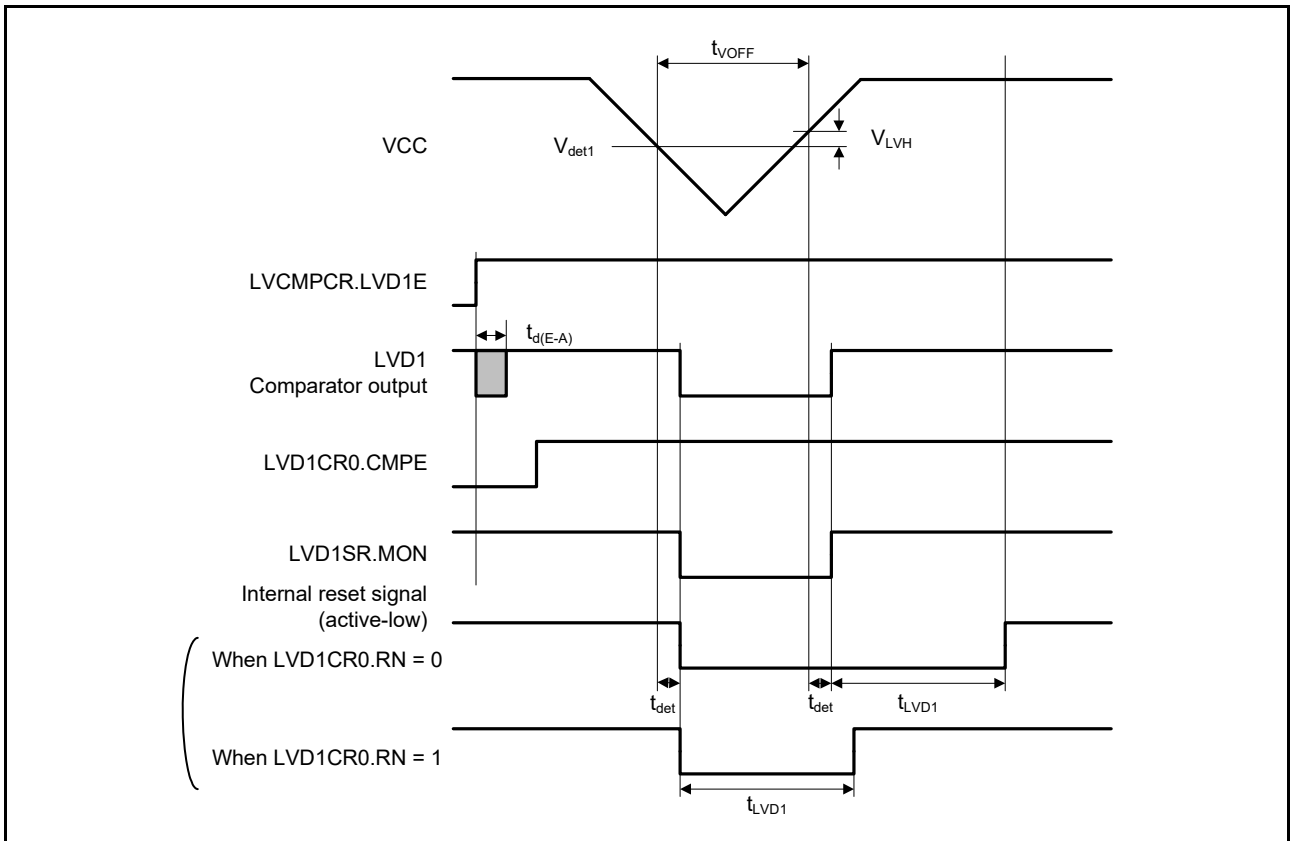 tVOFF
VCC
Vdet1
VLVH
LVCMPCR.LVD1E
td(E-A)
LVD1
Comparator output
LVD1CR0.CMPE
LVD1SR.MON
Internal reset signal
(active-low)
When LVD1CR0.RN = 0
tdet
tdet
tLVD1
When LVD1CR0.RN = 1
tLVD1